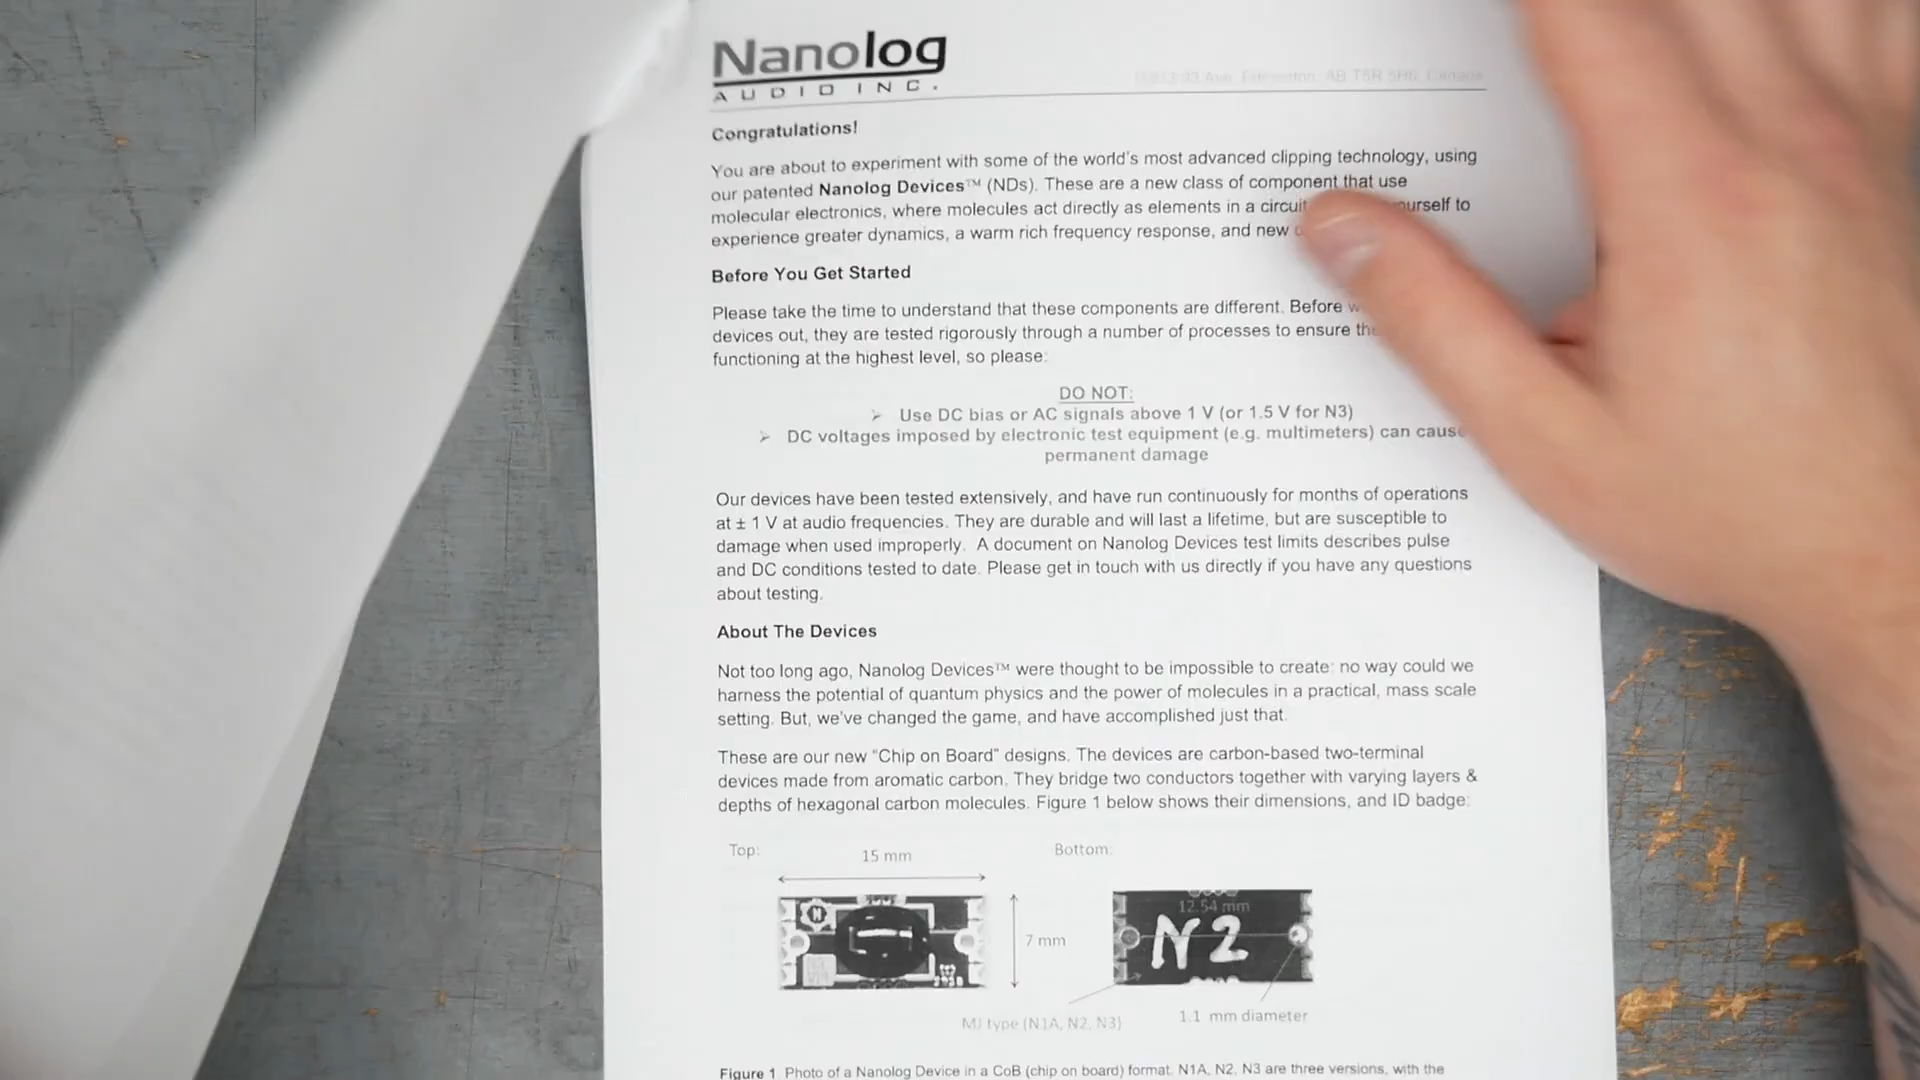 Nanolog
AUDIO INC.
93 Ave, Edmonton, AB T5R 5H6, Canada
Congratulations!
You are about to experiment with some of the world's most advanced clipping technology, using
our patented Nanolog Devices™ (NDs). These are a new class of component that use
molecular electronics, where molecules act directly as elements in a circuit
experience greater dynamics, a warm rich frequency response, and new
Before You Get Started
Please take the time to understand that these components are different. Before
devices out, they are tested rigorously through a number of processes to ensure
functioning at the highest level, so please:
DO NOT:
➢ Use DC bias or AC signals above 1 V (or 1.5 V for N3)
➢ DC voltages imposed by electronic test equipment (e.g. multimeters) can cause
permanent damage
Our devices have been tested extensively, and have run continuously for months of operations
at ± 1 V at audio frequencies. They are durable and will last a lifetime, but are susceptible to
damage when used improperly. A document on Nanolog Devices test limits describes pulse
and DC conditions tested to date. Please get in touch with us directly if you have any questions
about testing.
About The Devices
Not too long ago, Nanolog Devices™ were thought to be impossible to create: no way could we
harness the potential of quantum physics and the power of molecules in a practical, mass scale
setting. But, we've changed the game, and have accomplished just that.
These are our new “Chip on Board” designs. The devices are carbon-based two-terminal
devices made from aromatic carbon. They bridge two conductors together with varying layers &
depths of hexagonal carbon molecules. Figure 1 below shows their dimensions, and ID badge:
Top: 15 mm Bottom:
N
12.54 mm
7 mm
N2
MJ type (N1A, N2, N3)
1.1 mm diameter
Figure 1. Photo of a Nanolog Device in a CoB (chip on board) format. N1A, N2, N3 are three versions, with the